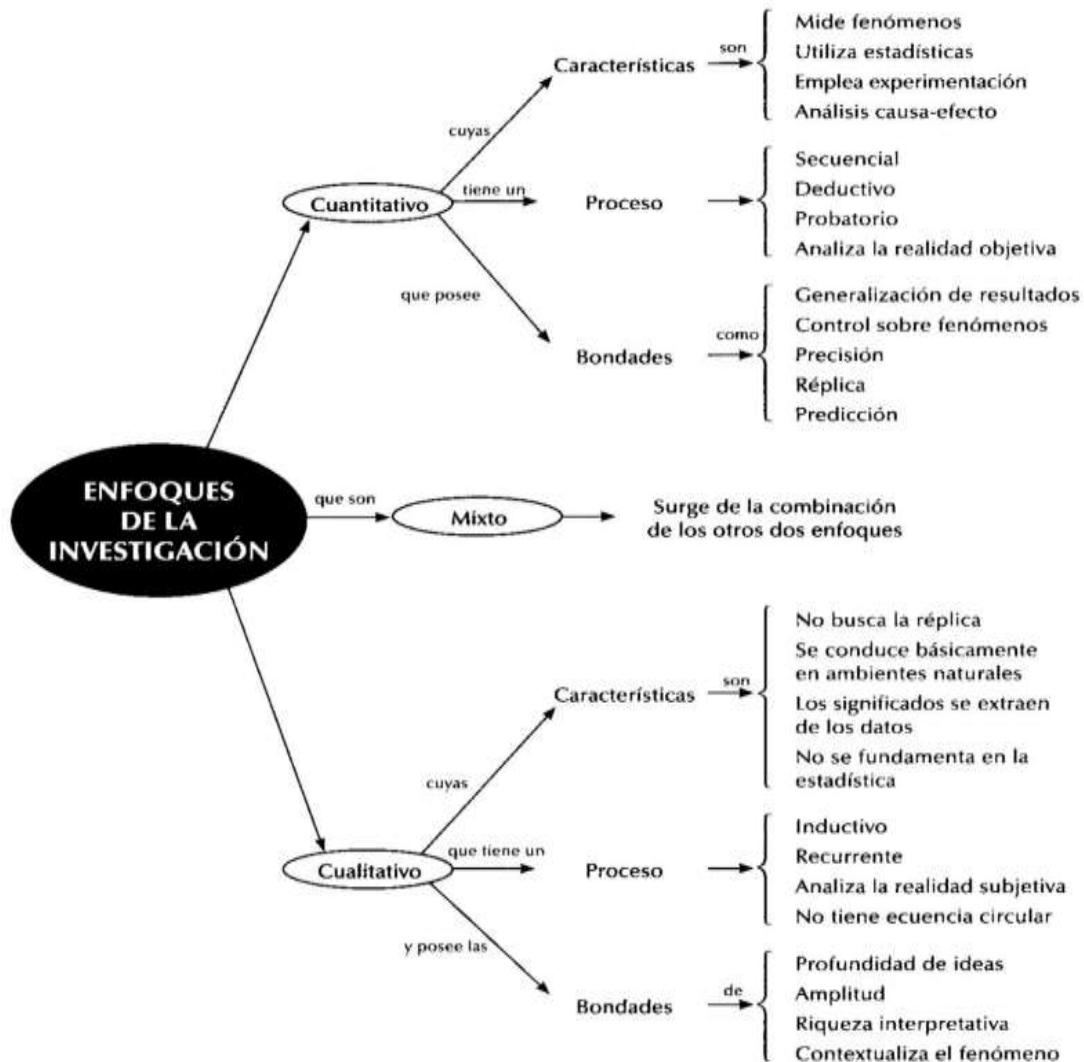 Mide fenómenos
Utiliza estadísticas
Emplea experimentación
Análisis causa-efecto
son
Características
cuyas
Secuencial
Deductivo
Probatorio
Analiza la realidad objetiva
tiene un
Proceso
Cuantitativo
que posee
Generalización de resultados
Control sobre fenómenos
Precisión
Réplica
Predicción
como
Bondades
ENFOQUES
DE LA
INVESTIGACIÓN
que son
Mixto
Surge de la combinación
de los otros dos enfoques
No busca la réplica
Se conduce básicamente
en ambientes naturales
Los significados se extraen
de los datos
No se fundamenta en la
estadística
son
Características
cuyas
Inductivo
Recurrente
Analiza la realidad subjetiva
No tiene ecuencia circular
que tiene un
Proceso
Cualitativo
y posee las
Profundidad de ideas
Amplitud
Riqueza interpretativa
Contextualiza el fenómeno
de
Bondades